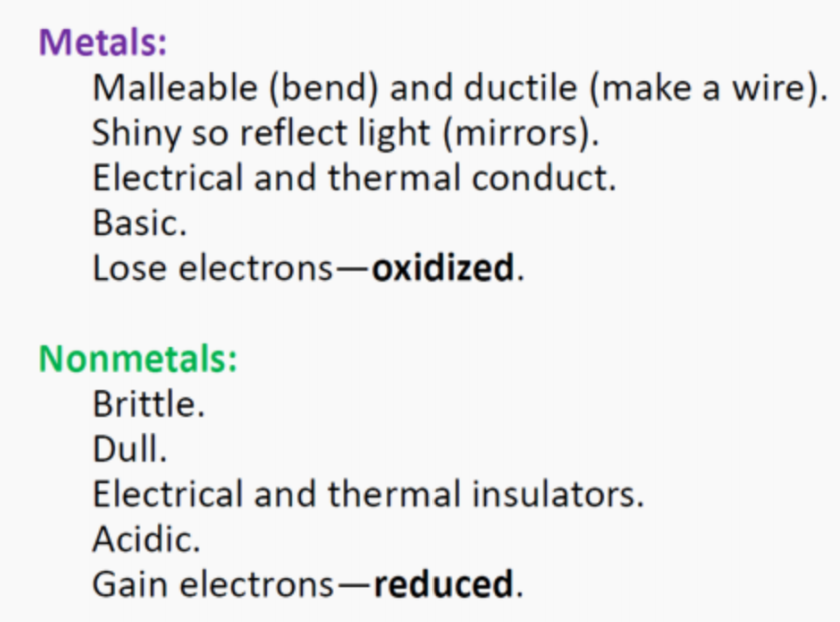 Metals:
Malleable (bend) and ductile (make a wire).
Shiny so reflect light (mirrors).
Electrical and thermal conduct.
Basic.
Lose electrons—oxidized.
Nonmetals:
Brittle.
Dull.
Electrical and thermal insulators.
Acidic.
Gain electrons—reduced.